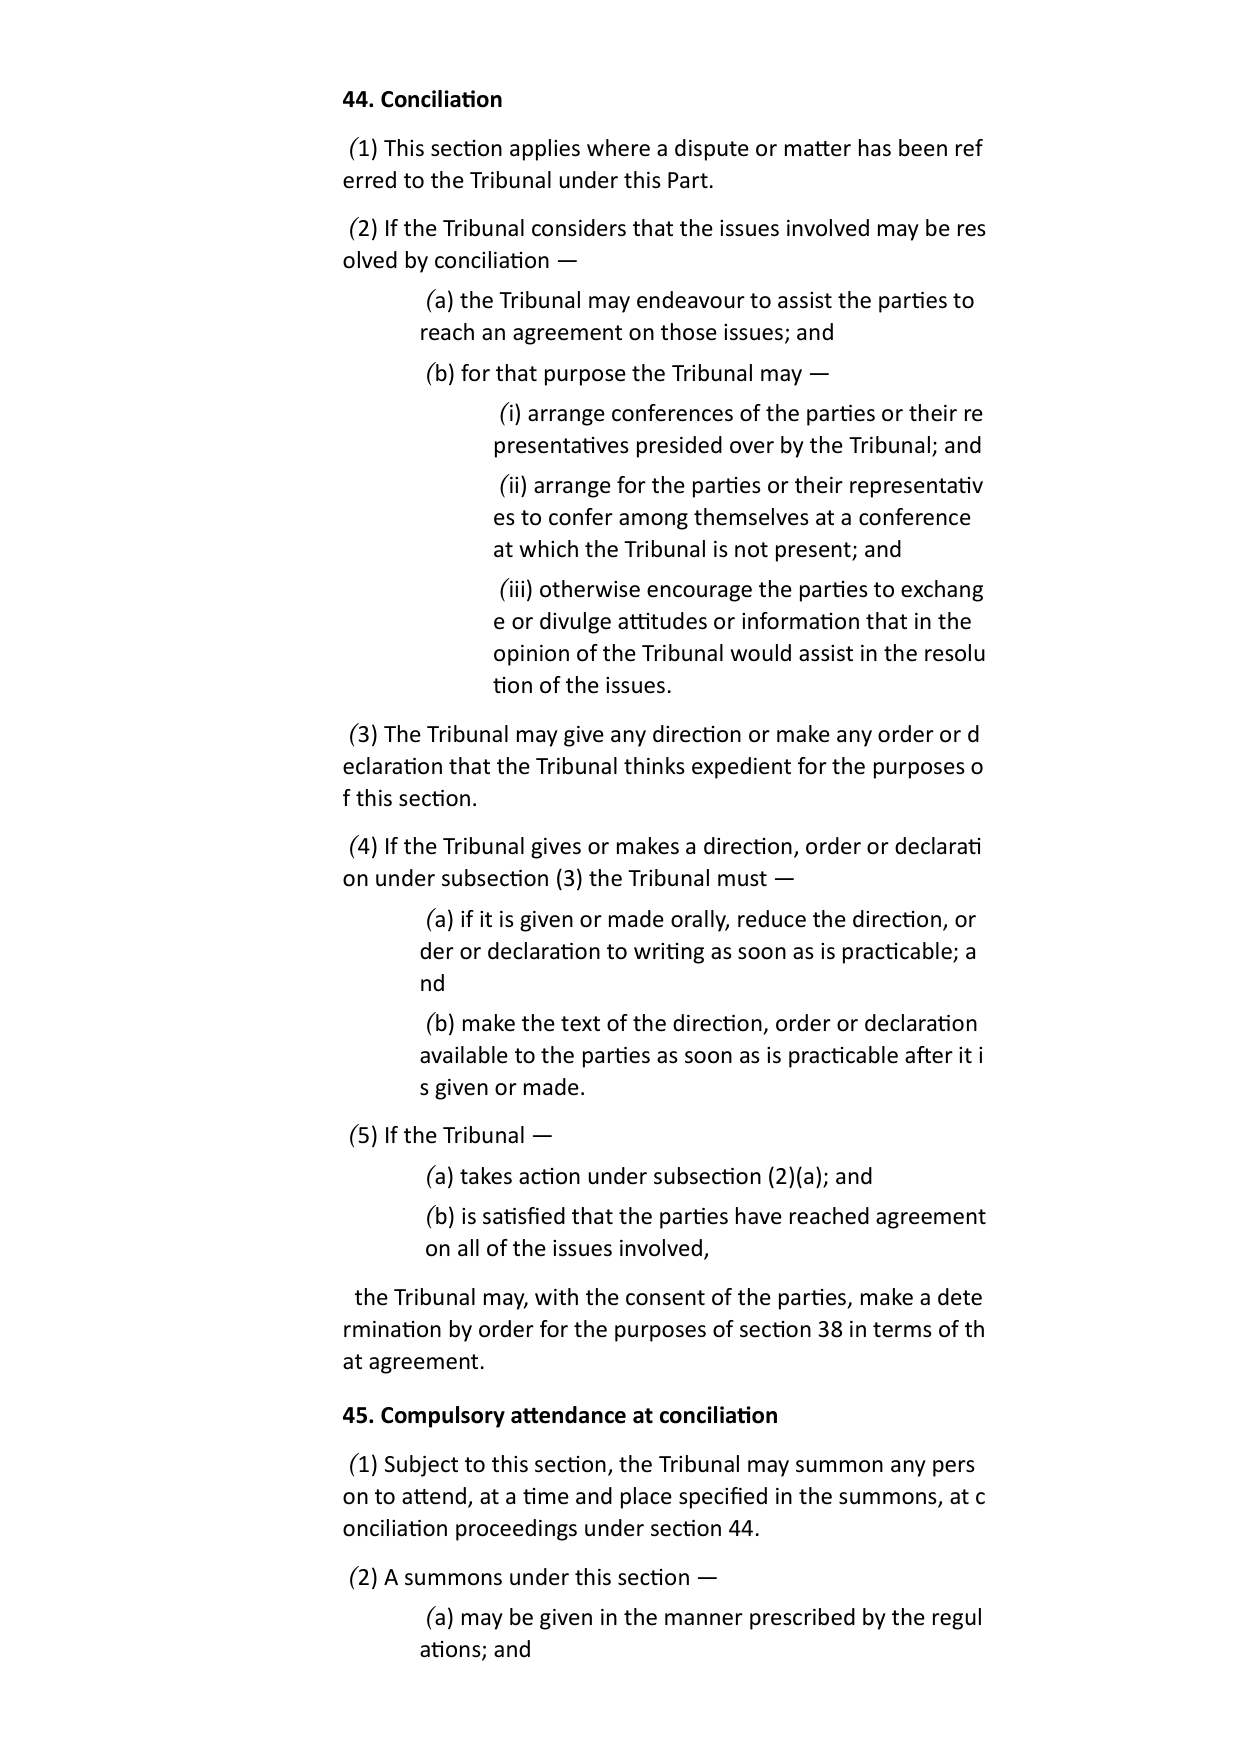 44. Conciliation
(1) This section applies where a dispute or matter has been ref
erred to the Tribunal under this Part.
(2) If the Tribunal considers that the issues involved may be res
olved by conciliation —
(a) the Tribunal may endeavour to assist the parties to
reach an agreement on those issues; and
(b) for that purpose the Tribunal may —
(i) arrange conferences of the parties or their re
presentatives presided over by the Tribunal; and
(ii) arrange for the parties or their representativ
es to confer among themselves at a conference
at which the Tribunal is not present; and
(iii) otherwise encourage the parties to exchang
e or divulge attitudes or information that in the
opinion of the Tribunal would assist in the resolu
tion of the issues.
(3) The Tribunal may give any direction or make any order or d
eclaration that the Tribunal thinks expedient for the purposes o
f this section.
(4) If the Tribunal gives or makes a direction, order or declarati
on under subsection (3) the Tribunal must —
(a) if it is given or made orally, reduce the direction, or
der or declaration to writing as soon as is practicable; a
nd
(b) make the text of the direction, order or declaration
available to the parties as soon as is practicable after it i
s given or made.
(5) If the Tribunal —
(a) takes action under subsection (2)(a); and
(b) is satisfied that the parties have reached agreement
on all of the issues involved,
the Tribunal may, with the consent of the parties, make a dete
rmination by order for the purposes of section 38 in terms of th
at agreement.
45. Compulsory attendance at conciliation
(1) Subject to this section, the Tribunal may summon any pers
on to attend, at a time and place specified in the summons, at c
onciliation proceedings under section 44.
(2) A summons under this section —
(a) may be given in the manner prescribed by the regul
ations; and